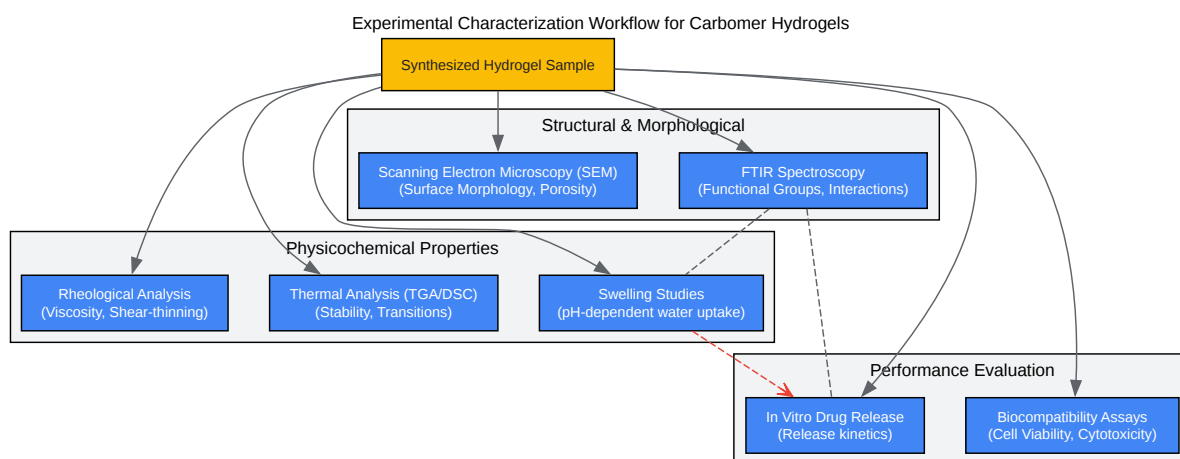 Experimental Characterization Workflow for Carbomer Hydrogels
Synthesized Hydrogel Sample
Structural & Morphological
Scanning Electron Microscopy (SEM)
(Surface Morphology, Porosity)
FTIR Spectroscopy
(Functional Groups, Interactions)
Physicochemical Properties
Rheological Analysis
(Viscosity, Shear-thinning)
Thermal Analysis (TGA/DSC)
(Stability, Transitions)
Swelling Studies
(pH-dependent water uptake)
Performance Evaluation
In Vitro Drug Release
(Release kinetics)
Biocompatibility Assays
(Cell Viability, Cytotoxicity)